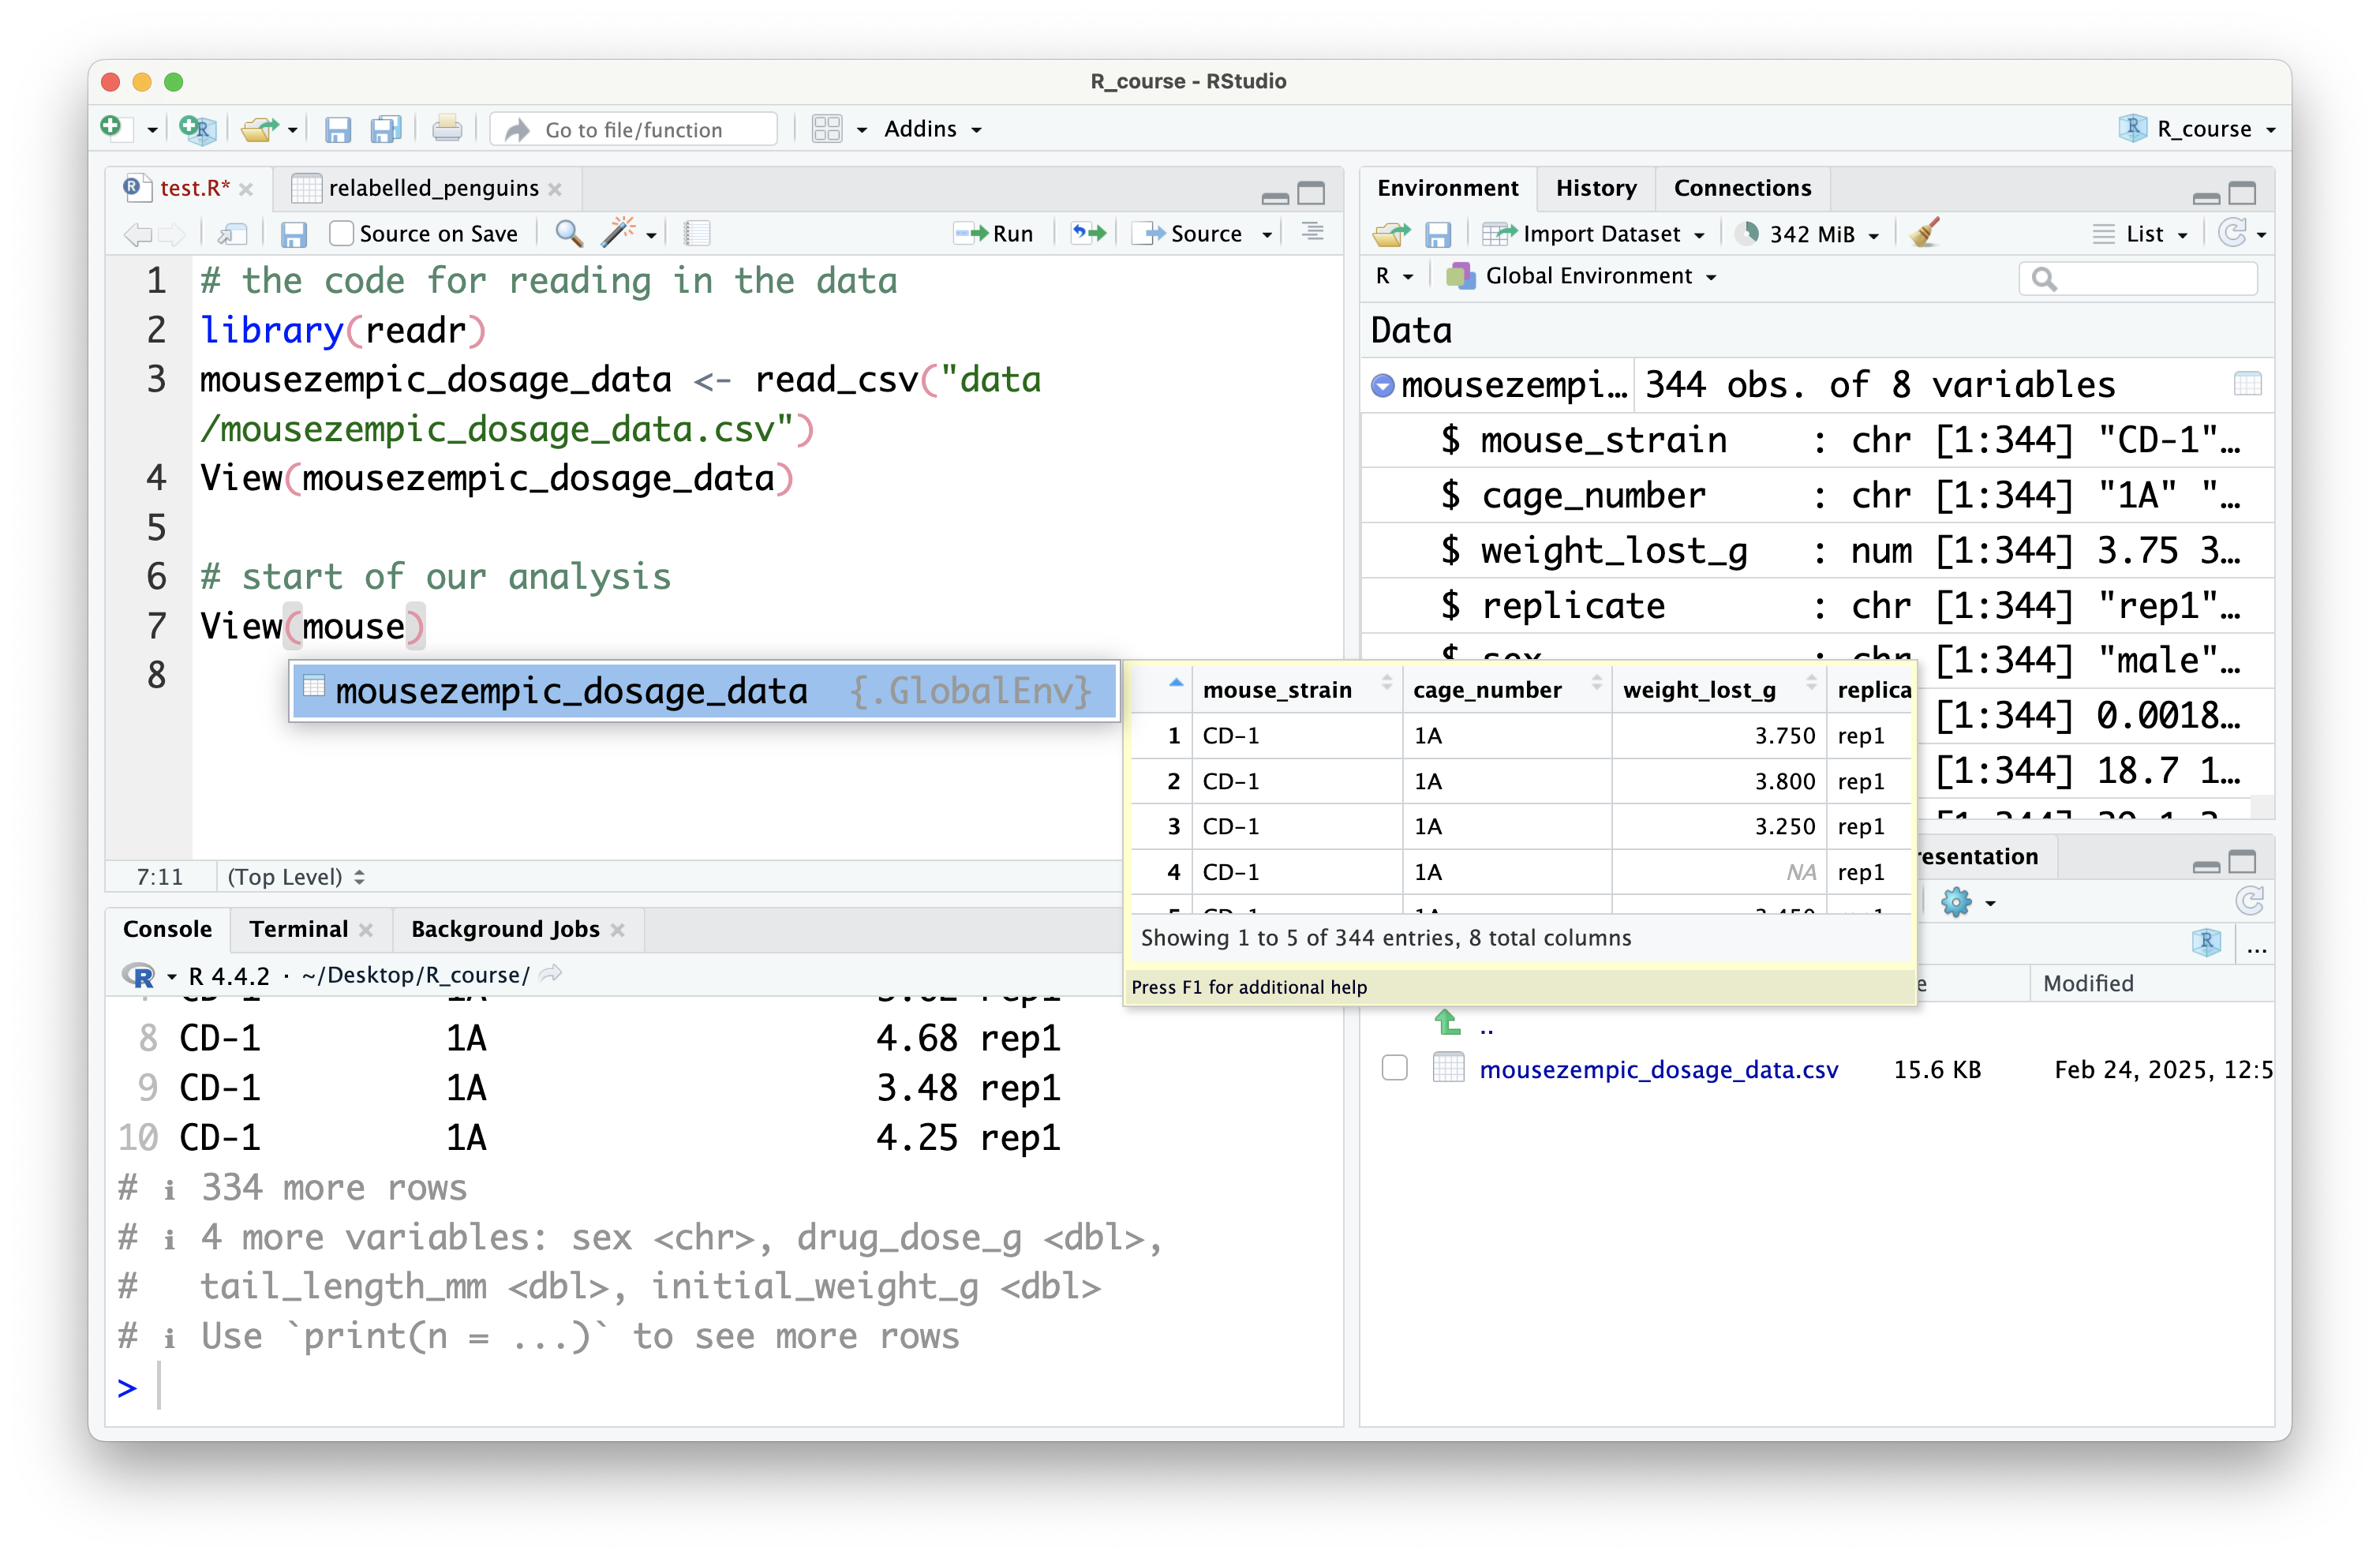 R_course - RStudio
Go to file/function
Addins
R_course
test.R*
relabelled_penguins
Source on Save
Run
Source
1 # the code for reading in the data
2 library(readr)
3 mousezempic_dosage_data <- read_csv("data
/mousezempic_dosage_data.csv")
4 View(mousezempic_dosage_data)
5
6 # start of our analysis
7 View(mouse)
8
mousezempic_dosage_data {.GlobalEnv}
7:11
(Top Level)
mouse_strain cage_number weight_lost_g replica
1 CD-1 1A 3.750 rep1
2 CD-1 1A 3.800 rep1
3 CD-1 1A 3.250 rep1
4 CD-1 1A NA rep1
Showing 1 to 5 of 344 entries, 8 total columns
Press F1 for additional help
Console
Terminal
Background Jobs
R 4.4.2 · ~/Desktop/R_course/
8 CD-1 1A 4.68 rep1
9 CD-1 1A 3.48 rep1
10 CD-1 1A 4.25 rep1
# ℹ 334 more rows
# ℹ 4 more variables: sex <chr>, drug_dose_g <dbl>,
# tail_length_mm <dbl>, initial_weight_g <dbl>
# ℹ Use `print(n = ...)` to see more rows
>
Environment
History
Connections
Import Dataset
342 MiB
List
R
Global Environment
Data
mousezempi… 344 obs. of 8 variables
$ mouse_strain : chr [1:344] "CD-1"…
$ cage_number : chr [1:344] "1A" "…
$ weight_lost_g : num [1:344] 3.75 3…
$ replicate : chr [1:344] "rep1"…
$ sex : chr [1:344] "male"…
[1:344] 0.0018…
[1:344] 18.7 1…
resentation
...
e
Modified
..
mousezempic_dosage_data.csv 15.6 KB Feb 24, 2025, 12:5